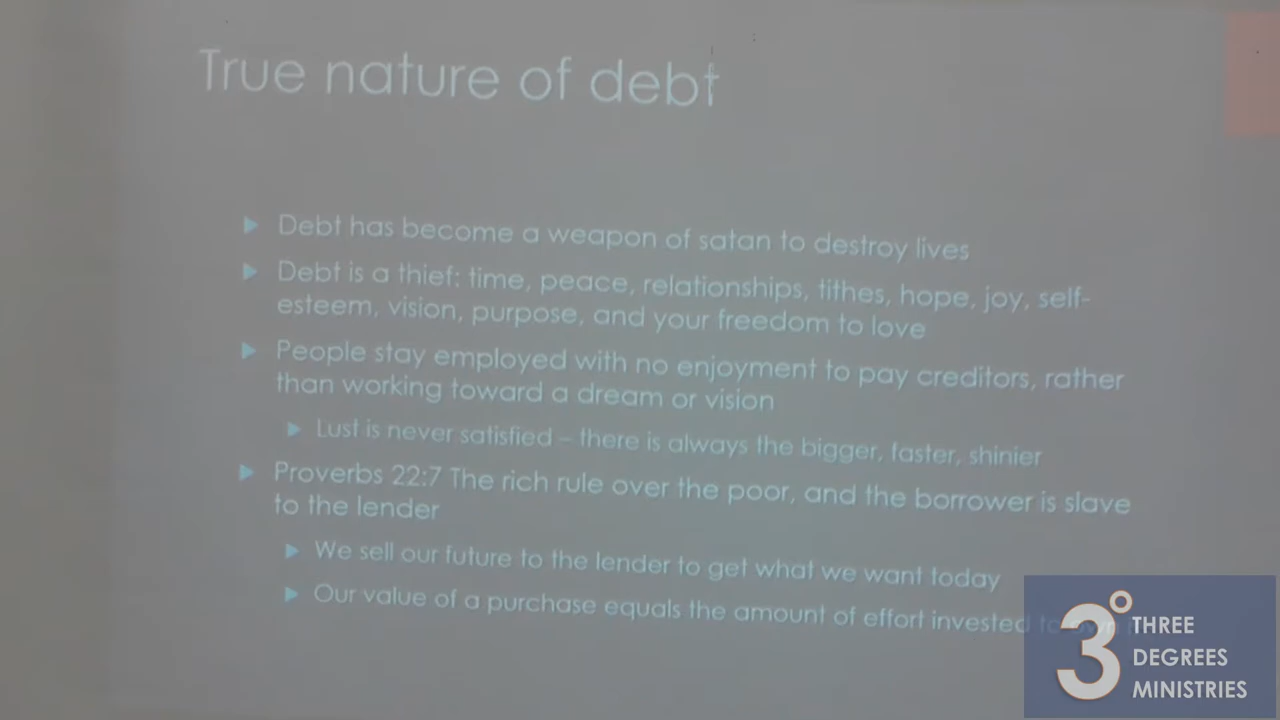 True nature of debt
Debt has become a weapon of satan to destroy lives
Debt is a thief: time, peace, relationships, tithes, hope, joy, self-
esteem, vision, purpose, and your freedom to love
People stay employed with no enjoyment to pay creditors, rather
than working toward a dream or vision
Lust is never satisfied – there is always the bigger, faster, shinier
Proverbs 22:7 The rich rule over the poor, and the borrower is slave
to the lender
We sell our future to the lender to get what we want today
Our value of a purchase equals the amount of effort invested to own
3°
THREE
DEGREES
MINISTRIES